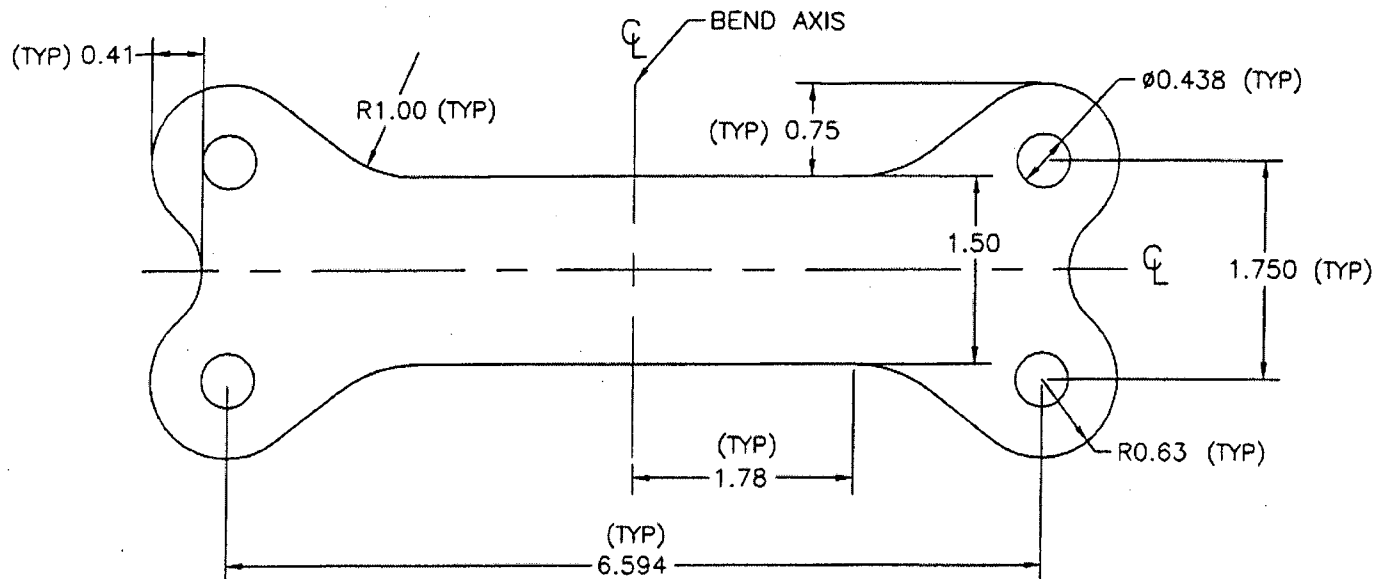 ℄ BEND AXIS
(TYP) 0.41
R1.00 (TYP)
(TYP) 0.75
ø0.438 (TYP)
1.50
℄
1.750 (TYP)
(TYP)
1.78
R0.63 (TYP)
(TYP)
6.594